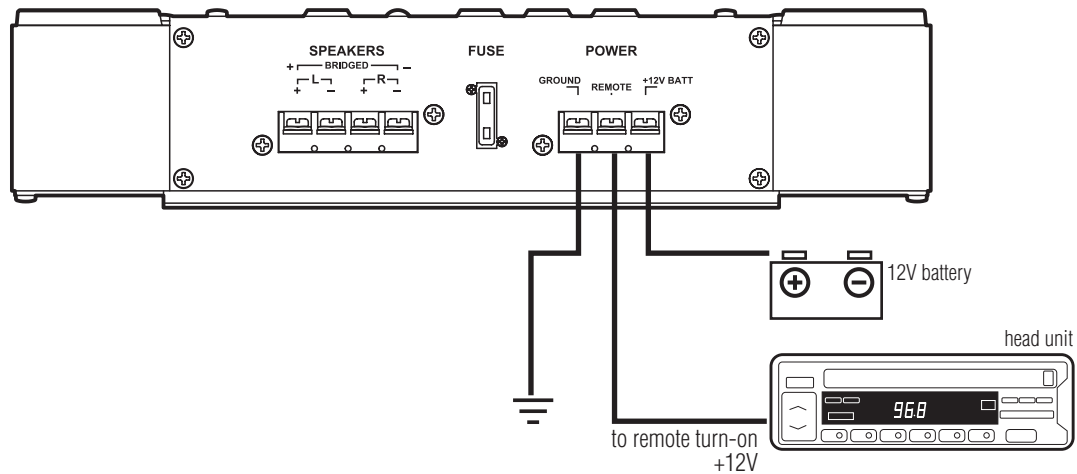 SPEAKERS
FUSE
POWER
+ BRIDGED −
L R
+ − + −
GROUND REMOTE +12V BATT
12V battery
+ −
head unit
96.8
to remote turn-on
+12V